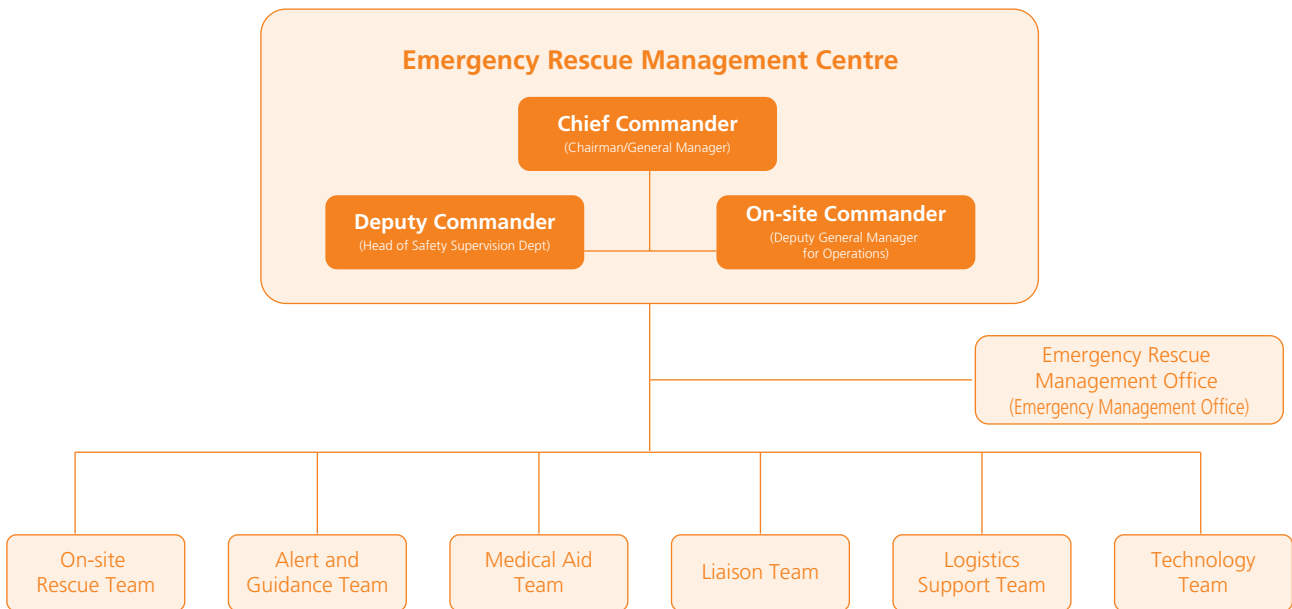 Emergency Rescue Management Centre
Chief Commander
(Chairman/General Manager)
Deputy Commander
(Head of Safety Supervision Dept)
On-site Commander
(Deputy General Manager
for Operations)
Emergency Rescue
Management Office
(Emergency Management Office)
On-site
Rescue Team
Alert and
Guidance Team
Medical Aid
Team
Liaison Team
Logistics
Support Team
Technology
Team